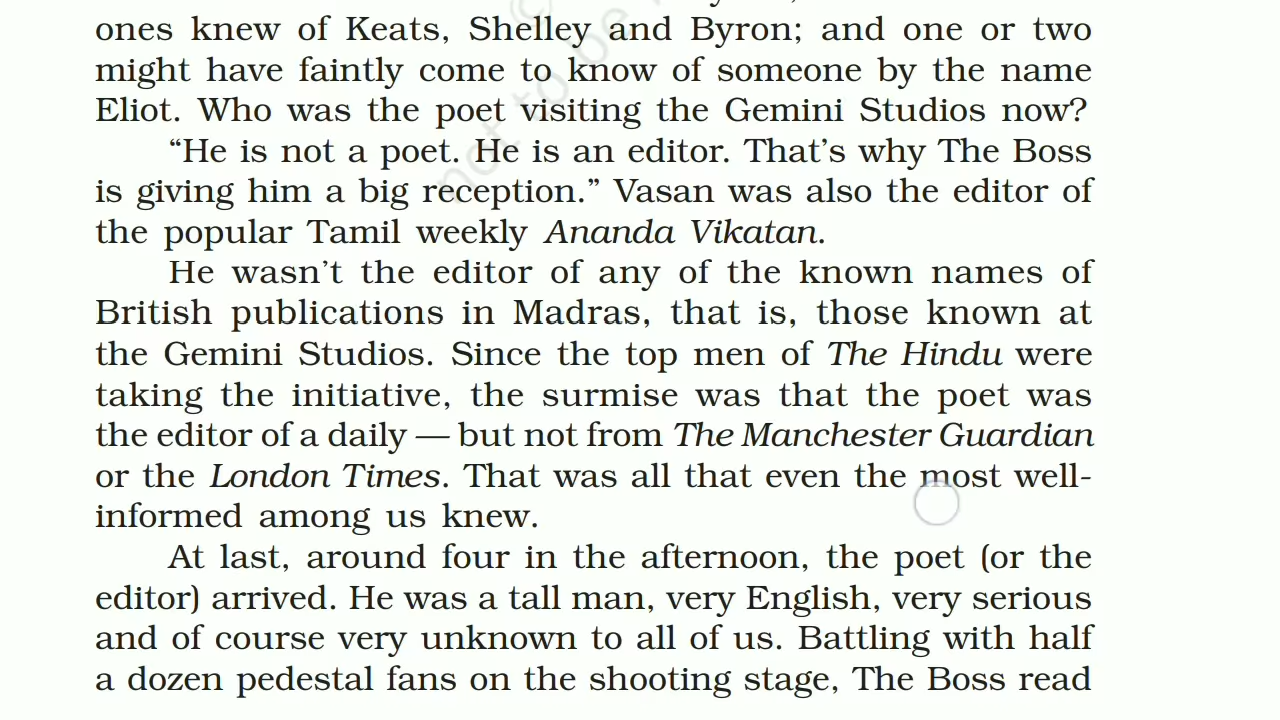 ones knew of Keats, Shelley and Byron; and one or two
might have faintly come to know of someone by the name
Eliot. Who was the poet visiting the Gemini Studios now?
“He is not a poet. He is an editor. That’s why The Boss
is giving him a big reception.” Vasan was also the editor of
the popular Tamil weekly Ananda Vikatan.
He wasn’t the editor of any of the known names of
British publications in Madras, that is, those known at
the Gemini Studios. Since the top men of The Hindu were
taking the initiative, the surmise was that the poet was
the editor of a daily — but not from The Manchester Guardian
or the London Times. That was all that even the most well-
informed among us knew.
At last, around four in the afternoon, the poet (or the
editor) arrived. He was a tall man, very English, very serious
and of course very unknown to all of us. Battling with half
a dozen pedestal fans on the shooting stage, The Boss read
© not to be